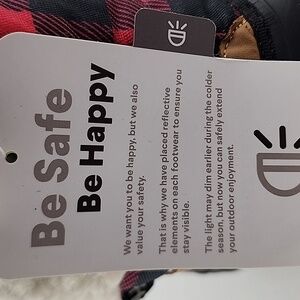 Be Safe
Be Happy
We want you to be happy, but we also
value your safety.
That is why we have placed reflective
elements on each footwear to ensure you
stay visible.
The light may dim earlier during the colder
season, but now you can safely extend
your outdoor enjoyment.